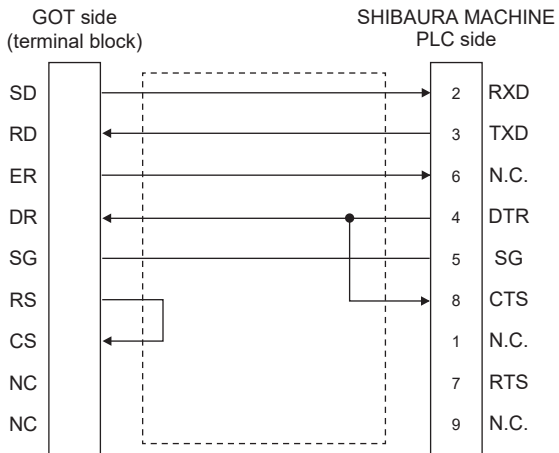 GOT side
(terminal block)
SHIBAURA MACHINE
PLC side
SD 2 RXD
RD 3 TXD
ER 6 N.C.
DR 4 DTR
SG 5 SG
RS 8 CTS
CS 1 N.C.
NC 7 RTS
NC 9 N.C.